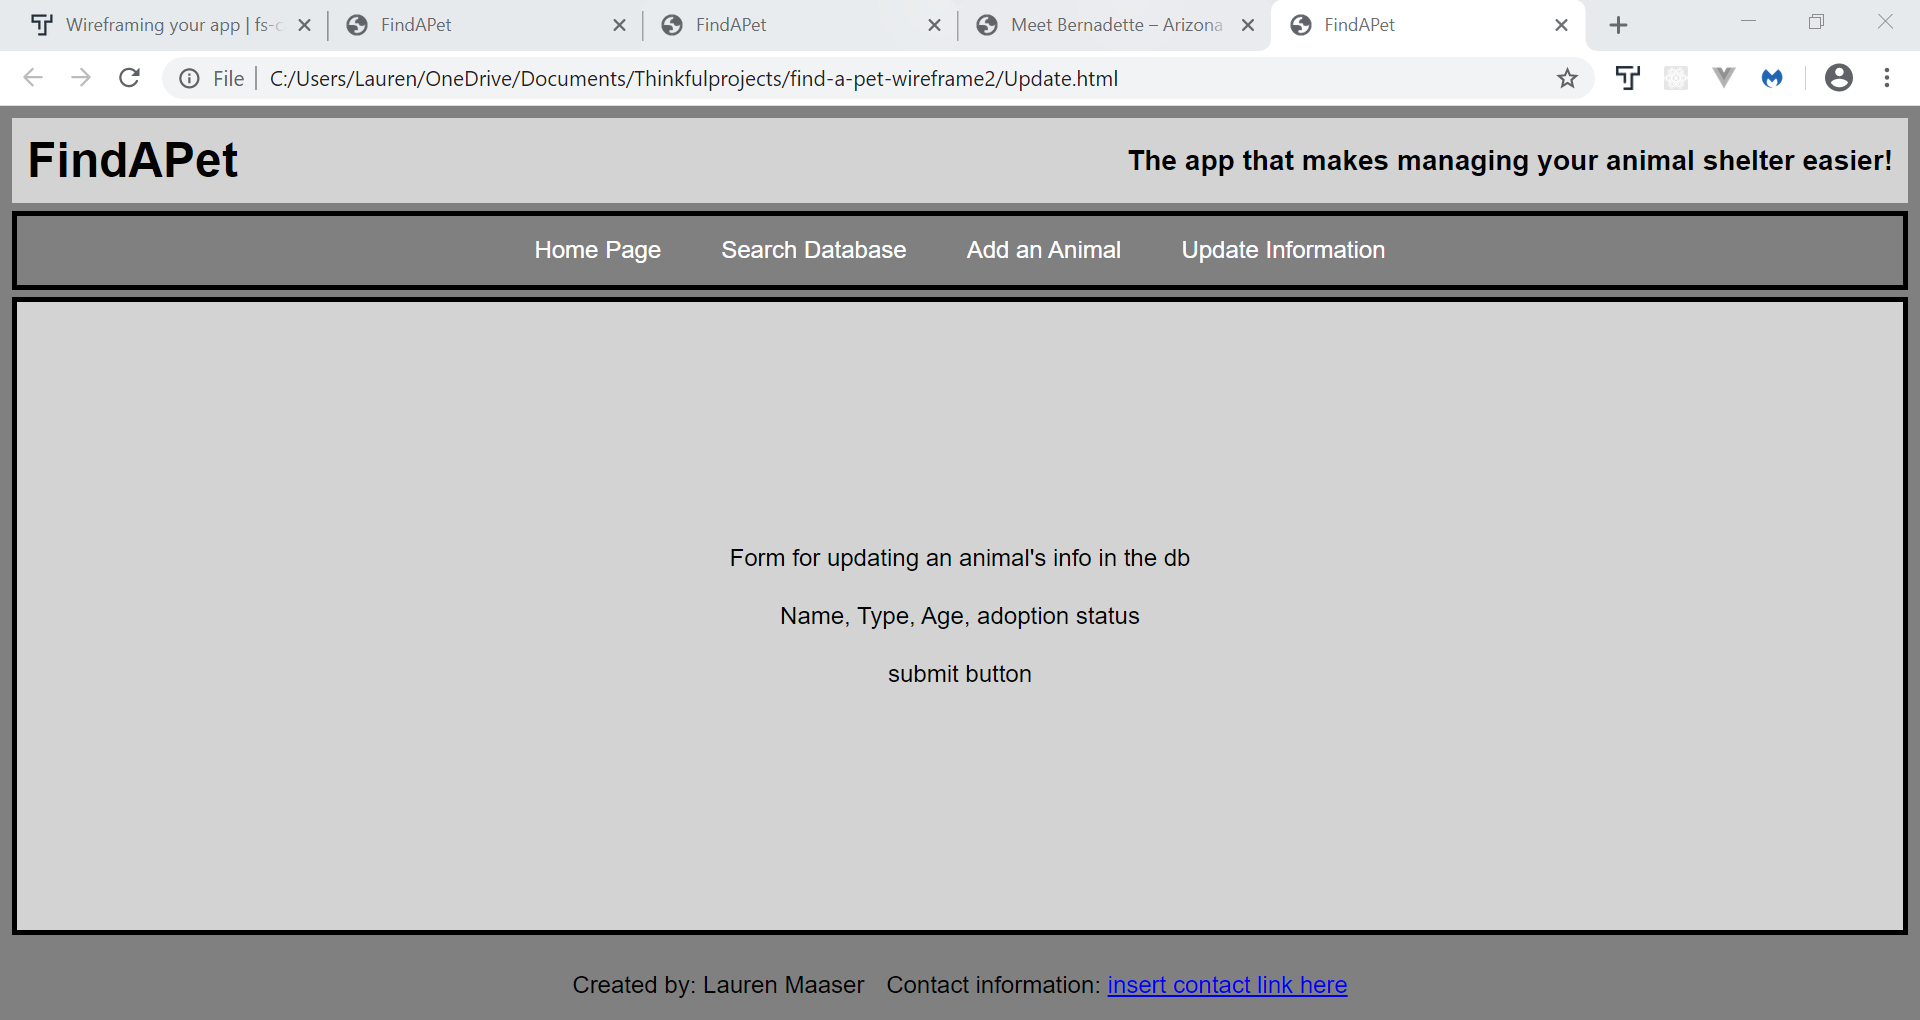 Wireframing your app | fs-c
FindAPet
FindAPet
Meet Bernadette – Arizona
FindAPet
File
C:/Users/Lauren/OneDrive/Documents/Thinkfulprojects/find-a-pet-wireframe2/Update.html
FindAPet
The app that makes managing your animal shelter easier!
Home Page Search Database Add an Animal Update Information
Form for updating an animal's info in the db
Name, Type, Age, adoption status
submit button
Created by: Lauren Maaser Contact information: insert contact link here